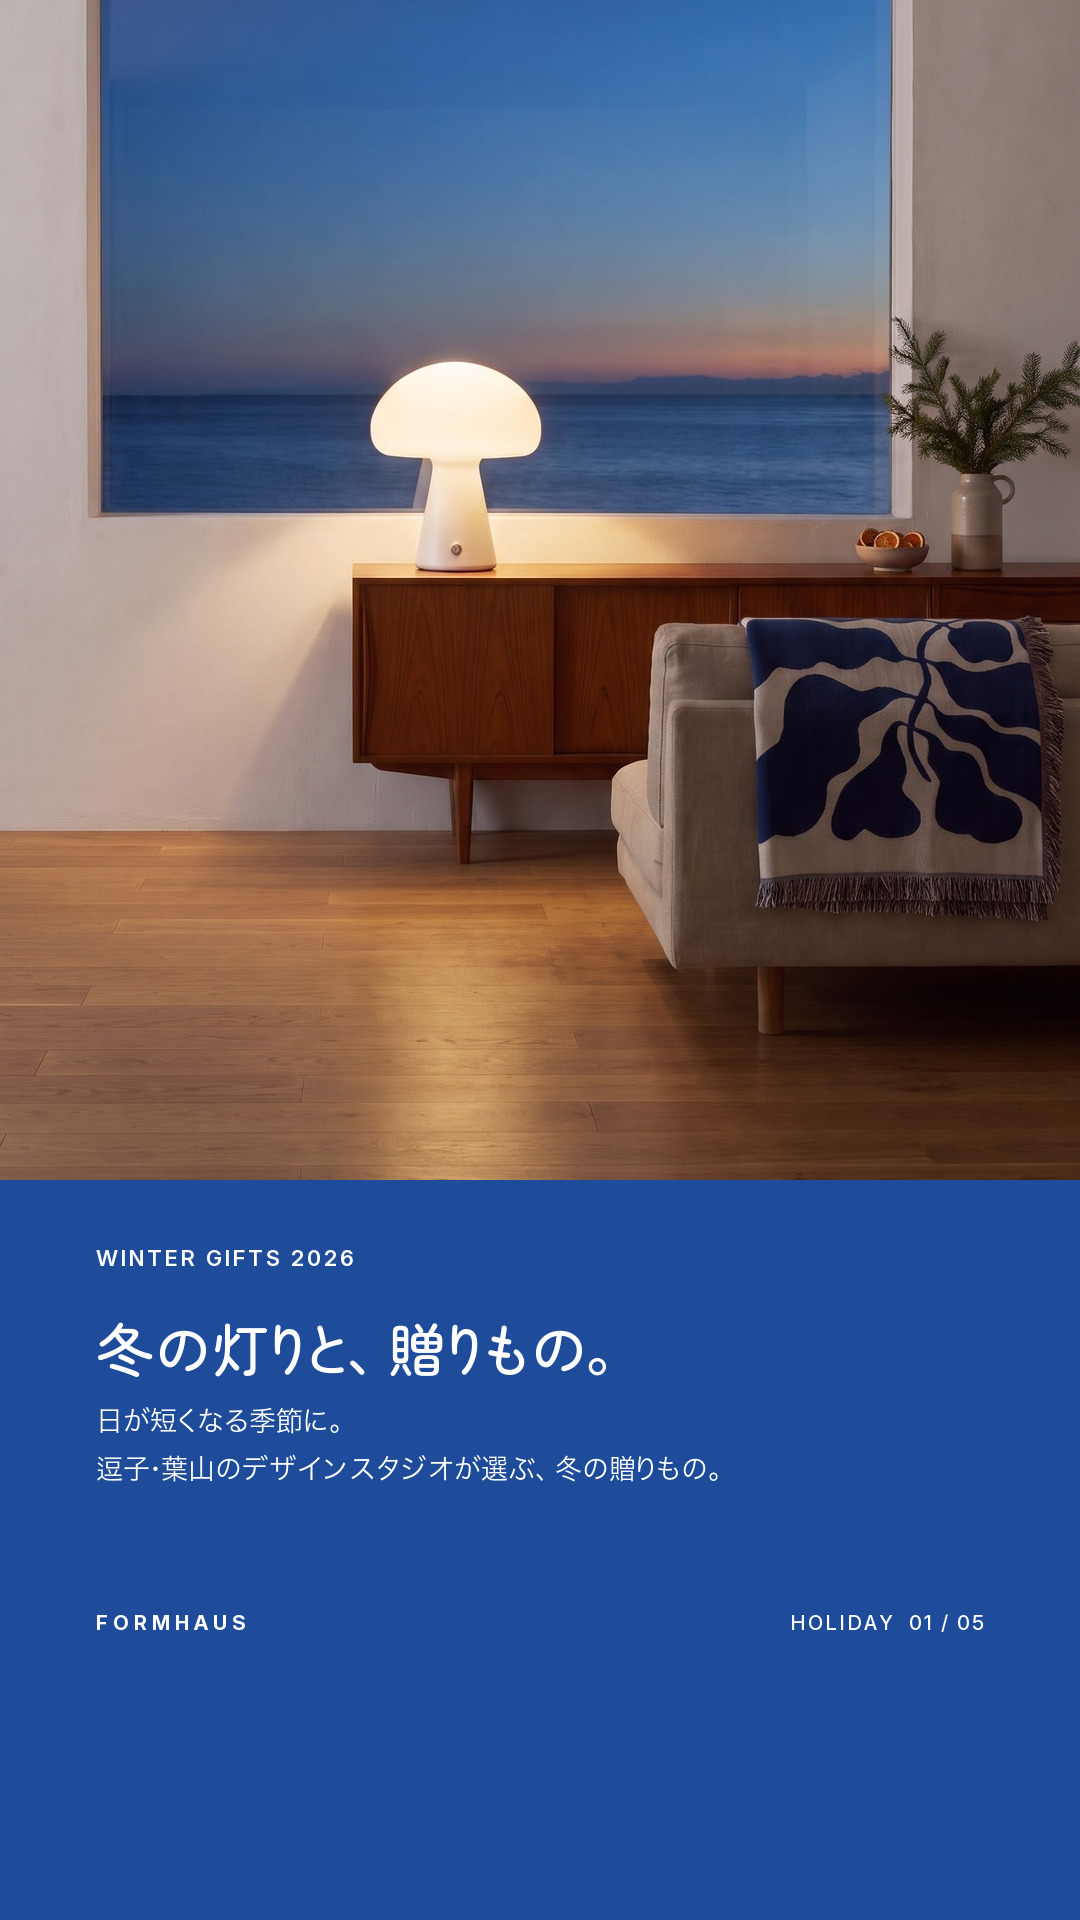 WINTER GIFTS 2026
冬の灯りと、贈りもの。
日が短くなる季節に。
逗子・葉山のデザインスタジオが選ぶ、冬の贈りもの。
FORMHAUS
HOLIDAY 01 / 05